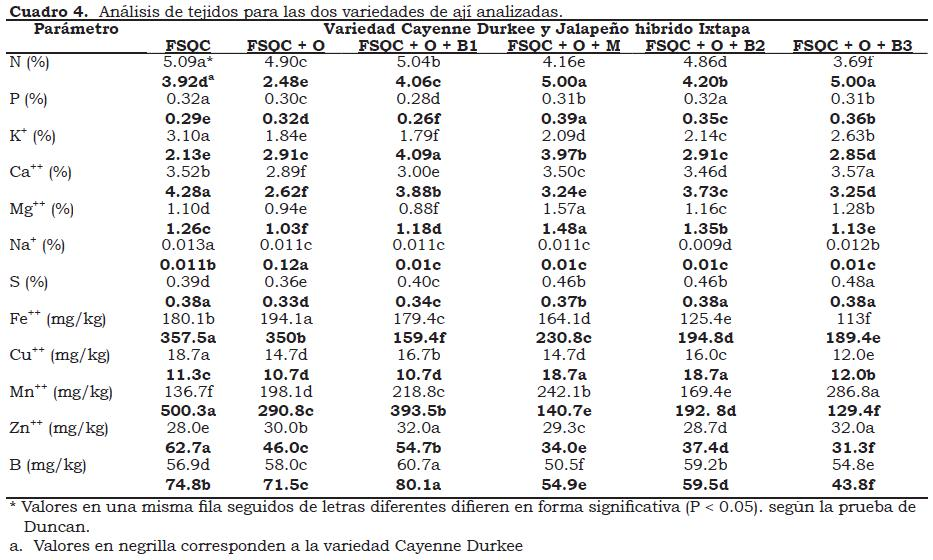 Cuadro 4. Análisis de tejidos para las dos variedades de ají analizadas.
Parámetro Variedad Cayenne Durkee y Jalapeño híbrido Ixtapa
FSQC FSQC + O FSQC + O + B1 FSQC + O + M FSQC + O + B2 FSQC + O + B3
N (%) 5.09a* 4.90c 5.04b 4.16e 4.86d 3.69f
3.92dª 2.48e 4.06c 5.00a 4.20b 5.00a
P (%) 0.32a 0.30c 0.28d 0.31b 0.32a 0.31b
0.29e 0.32d 0.26f 0.39a 0.35c 0.36b
K⁺ (%) 3.10a 1.84e 1.79f 2.09d 2.14c 2.63b
2.13e 2.91c 4.09a 3.97b 2.91c 2.85d
Ca⁺⁺ (%) 3.52b 2.89f 3.00e 3.50c 3.46d 3.57a
4.28a 2.62f 3.88b 3.24e 3.73c 3.25d
Mg⁺⁺ (%) 1.10d 0.94e 0.88f 1.57a 1.16c 1.28b
1.26c 1.03f 1.18d 1.48a 1.35b 1.13e
Na⁺ (%) 0.013a 0.011c 0.011c 0.011c 0.009d 0.012b
0.011b 0.12a 0.01c 0.01c 0.01c 0.01c
S (%) 0.39d 0.36e 0.40c 0.46b 0.46b 0.48a
0.38a 0.33d 0.34c 0.37b 0.38a 0.38a
Fe⁺⁺ (mg/kg) 180.1b 194.1a 179.4c 164.1d 125.4e 113f
357.5a 350b 159.4f 230.8c 194.8d 189.4e
Cu⁺⁺ (mg/kg) 18.7a 14.7d 16.7b 14.7d 16.0c 12.0e
11.3c 10.7d 10.7d 18.7a 18.7a 12.0b
Mn⁺⁺ (mg/kg) 136.7f 198.1d 218.8c 242.1b 169.4e 286.8a
500.3a 290.8c 393.5b 140.7e 192. 8d 129.4f
Zn⁺⁺ (mg/kg) 28.0e 30.0b 32.0a 29.3c 28.7d 32.0a
62.7a 46.0c 54.7b 34.0e 37.4d 31.3f
B (mg/kg) 56.9d 58.0c 60.7a 50.5f 59.2b 54.8e
74.8b 71.5c 80.1a 54.9e 59.5d 43.8f
* Valores en una misma fila seguidos de letras diferentes difieren en forma significativa (P < 0.05). según la prueba de
Duncan.
a. Valores en negrilla corresponden a la variedad Cayenne Durkee